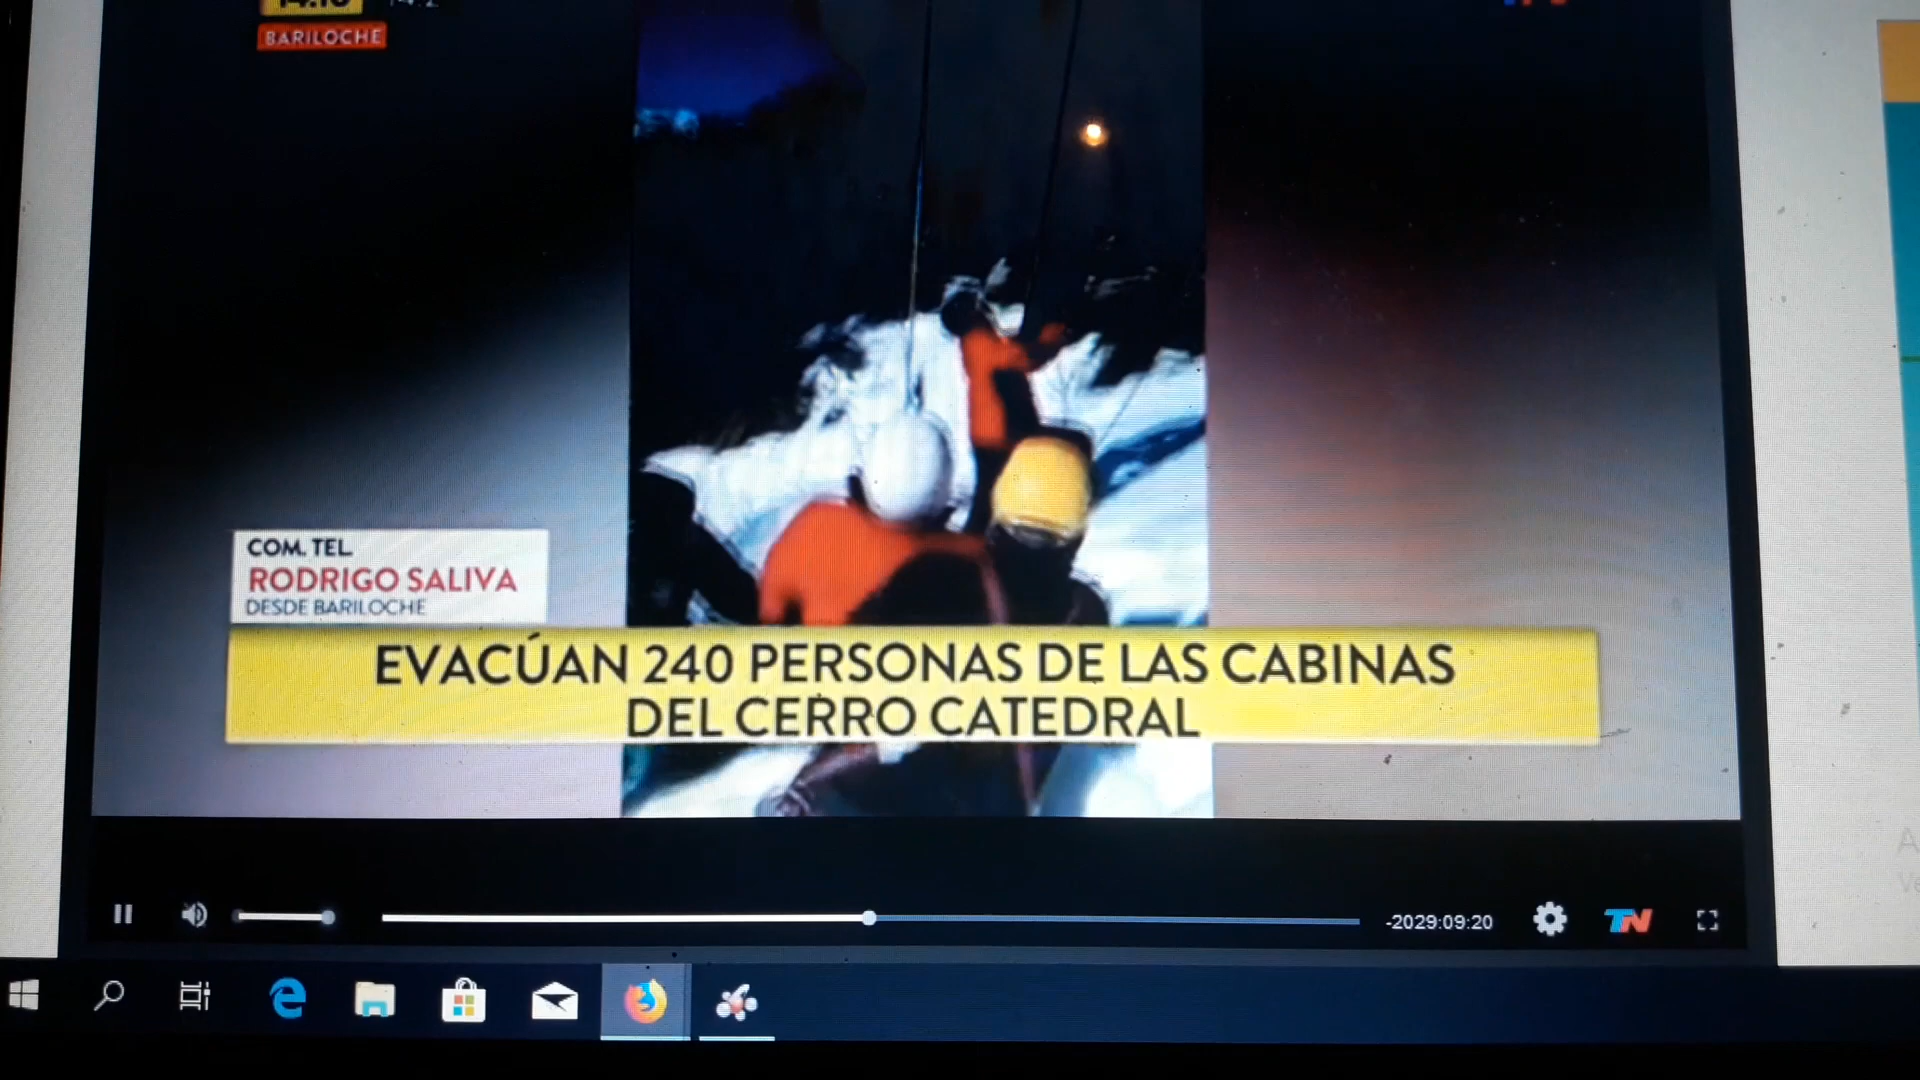 BARILOCHE
COM. TEL.
RODRIGO SALIVA
DESDE BARILOCHE
EVACÚAN 240 PERSONAS DE LAS CABINAS
DEL CERRO CATEDRAL
-2029:09:20
TN